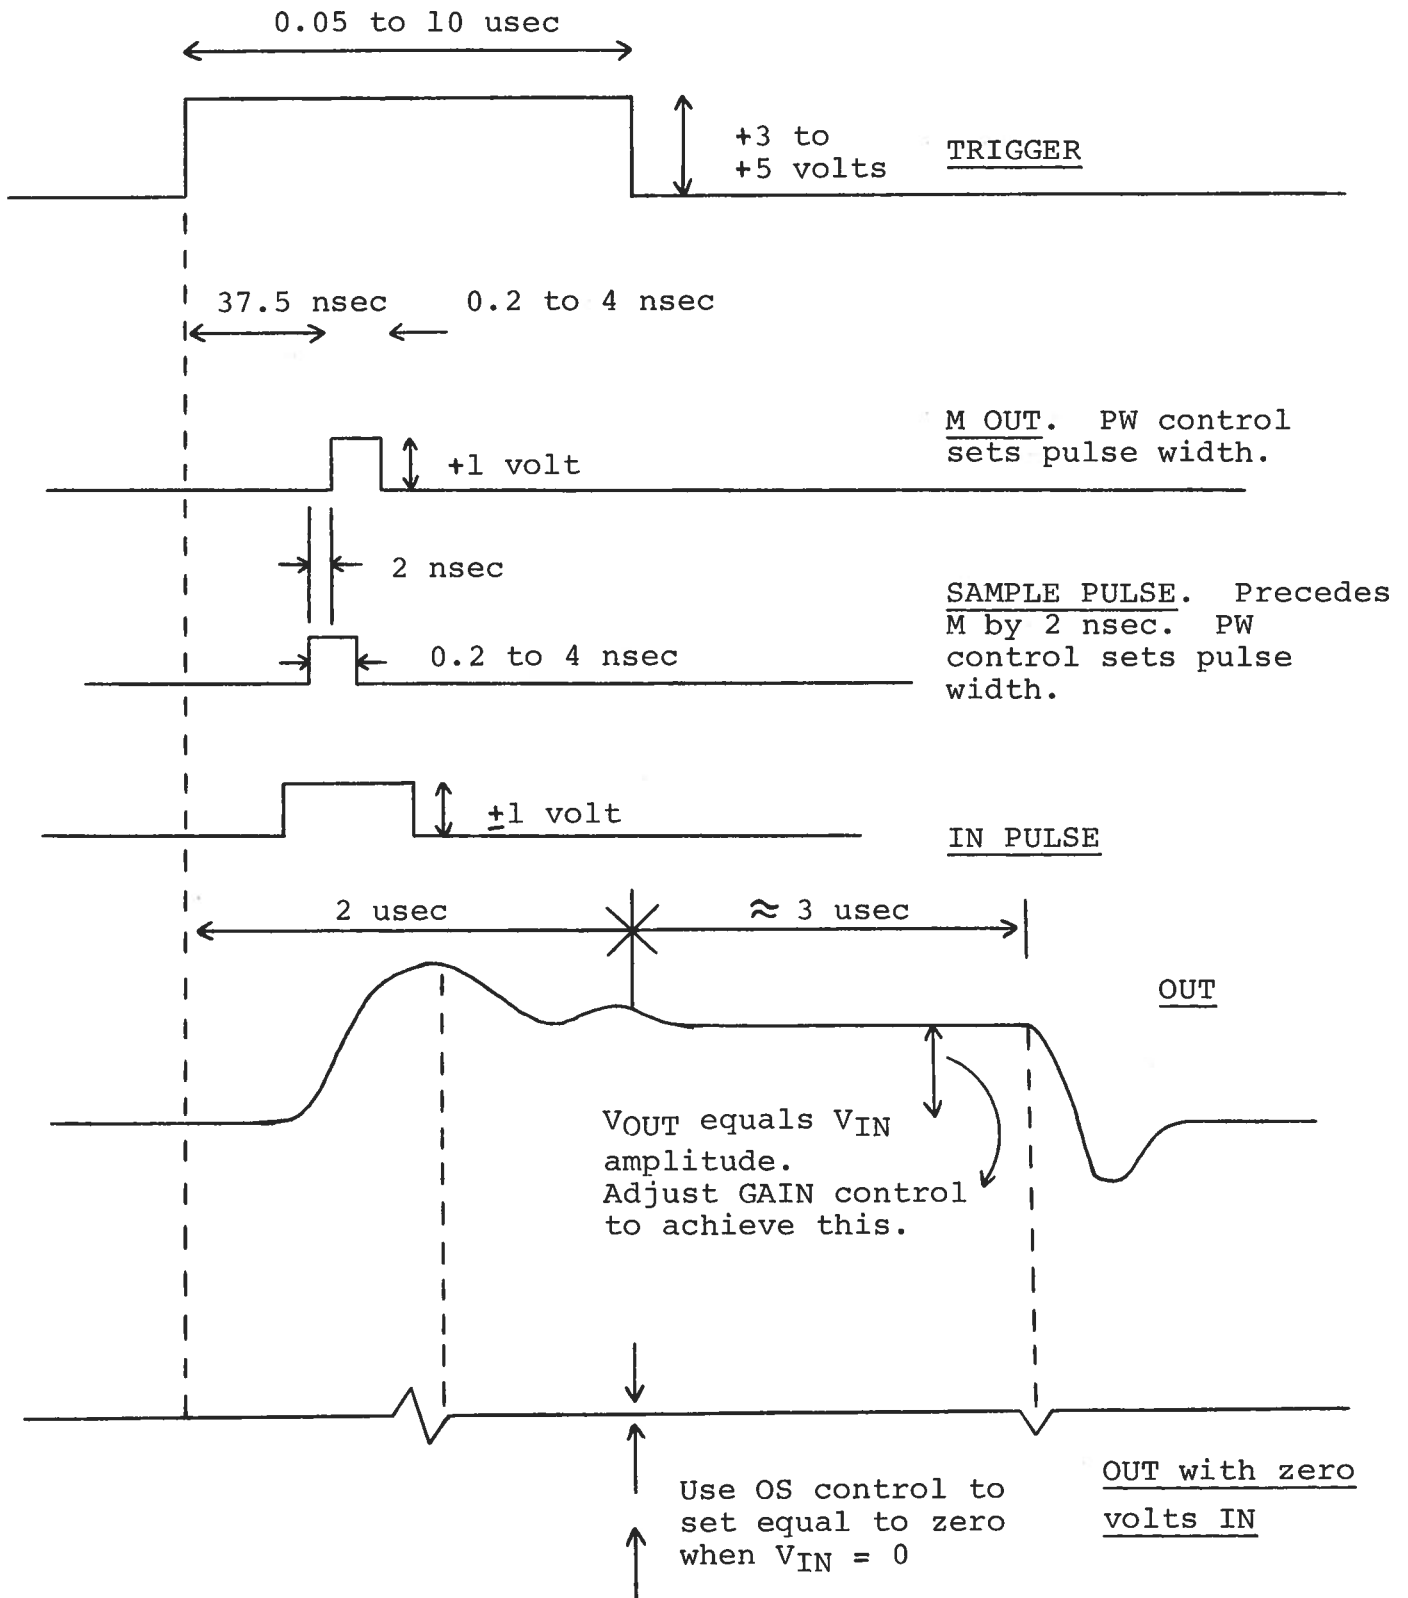 0.05 to 10 usec
+3 to
+5 volts
TRIGGER
37.5 nsec
0.2 to 4 nsec
M OUT. PW control
sets pulse width.
+1 volt
2 nsec
SAMPLE PULSE. Precedes
M by 2 nsec. PW
control sets pulse
width.
0.2 to 4 nsec
±1 volt
IN PULSE
2 usec
≈ 3 usec
OUT
VOUT equals VIN
amplitude.
Adjust GAIN control
to achieve this.
Use OS control to
set equal to zero
when VIN = 0
OUT with zero
volts IN